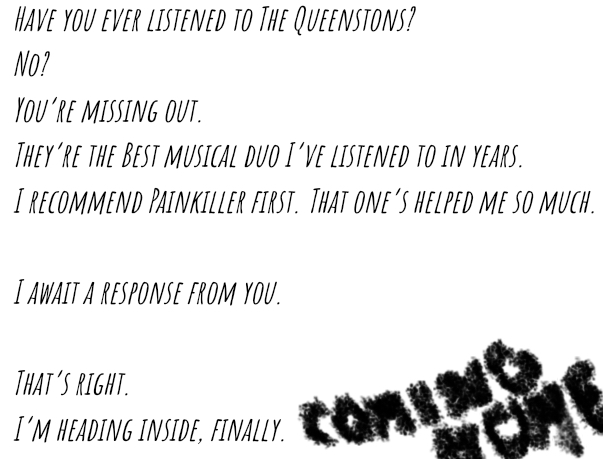 Have you ever listened to The Queenstons?
No?
You're missing out.
They're the Best musical duo I've listened to in years.
I recommend Painkiller first. That one's helped me so much.
I await a response from you.
That's right.
I'm heading inside, finally.
COMING
HOME